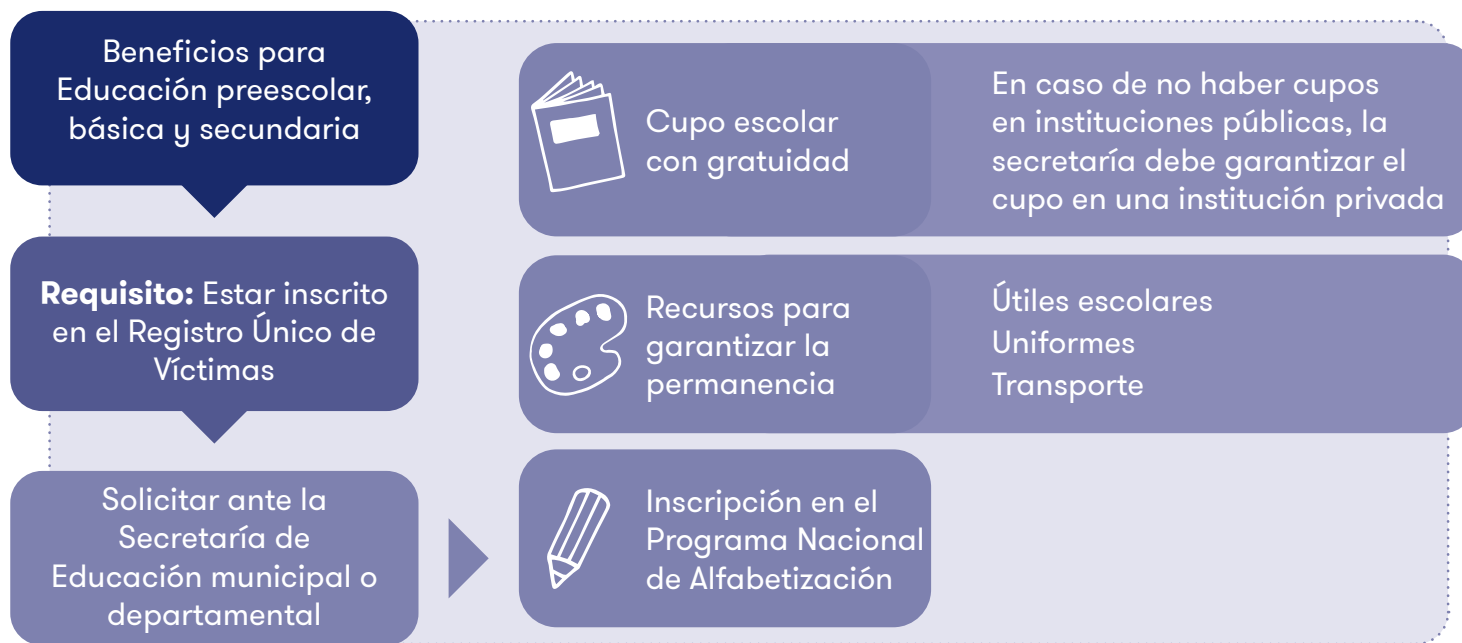 Beneficios para
Educación preescolar,
básica y secundaria
Requisito: Estar inscrito
en el Registro Único de
Víctimas
Solicitar ante la
Secretaría de
Educación municipal o
departamental
Cupo escolar
con gratuidad
En caso de no haber cupos
en instituciones públicas, la
secretaría debe garantizar el
cupo en una institución privada
Recursos para
garantizar la
permanencia
Útiles escolares
Uniformes
Transporte
Inscripción en el
Programa Nacional
de Alfabetización